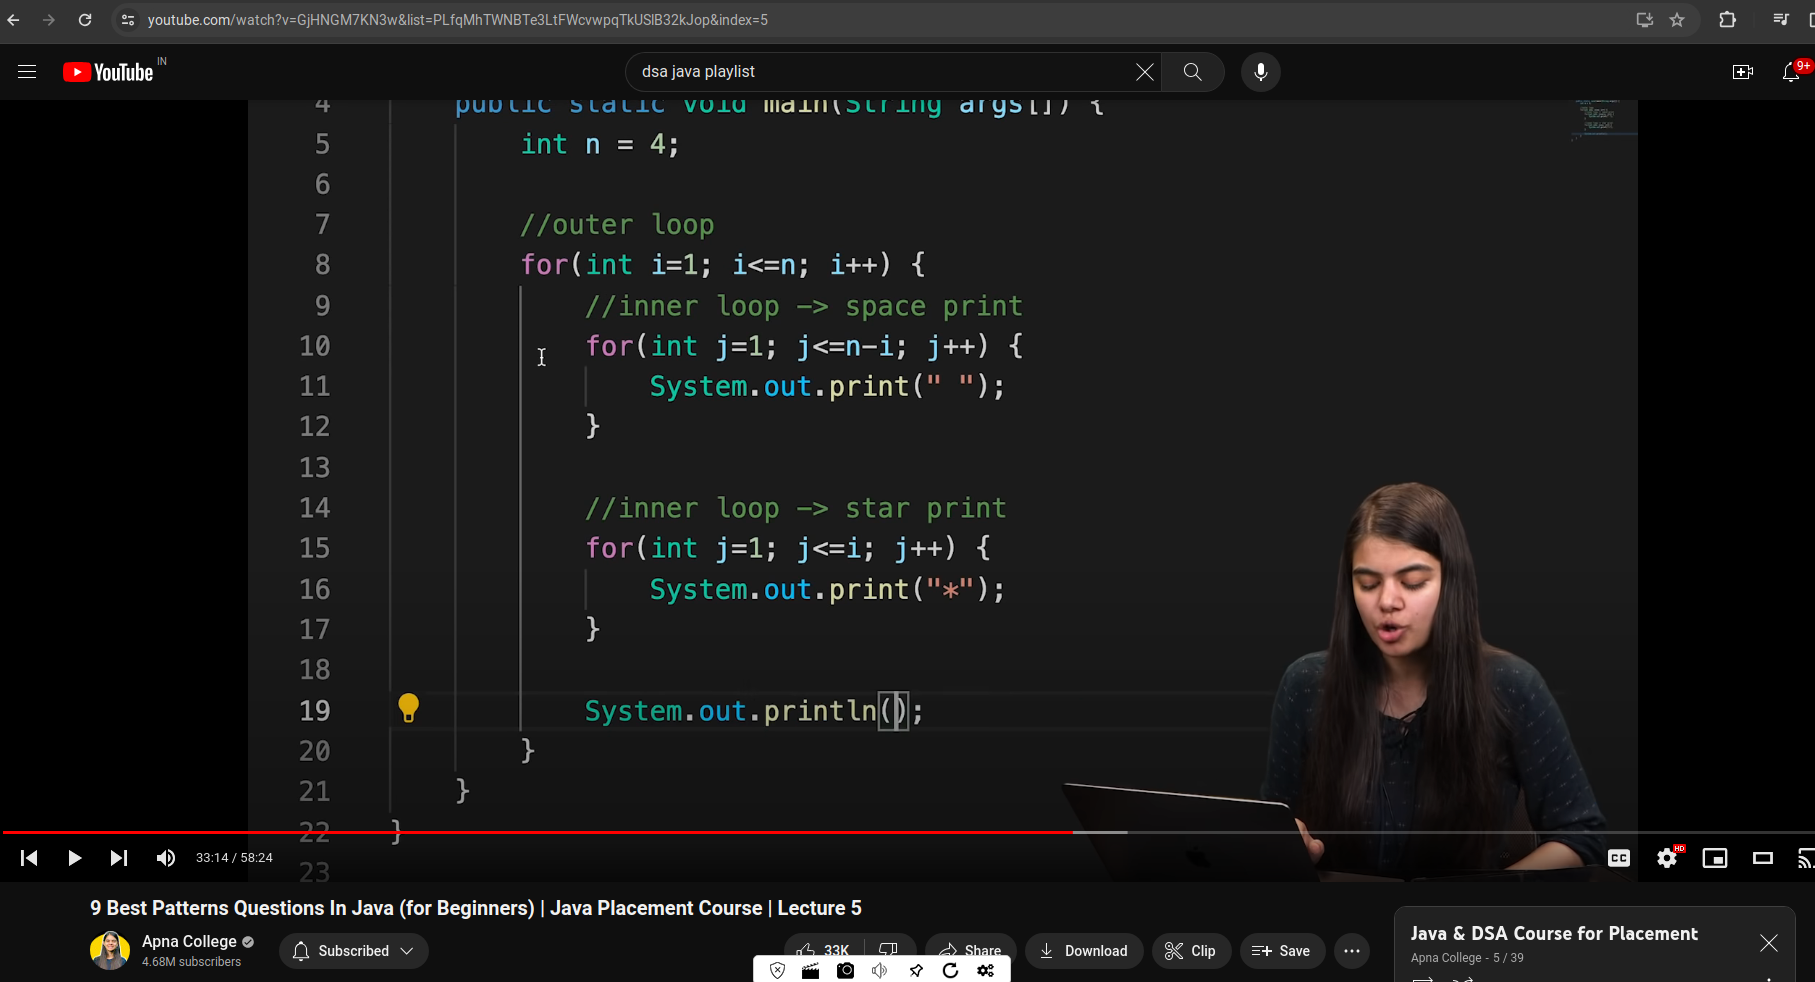 youtube.com/watch?v=GjHNGM7KN3w&list=PLfqMhTWNBTe3LtFWcvwpqTkUSlB32kJop&index=5
YouTube IN
dsa java playlist
9+
4 public static void main(String args[]) {
5 int n = 4;
6
7 //outer loop
8 for(int i=1; i<=n; i++) {
9 //inner loop -> space print
10 for(int j=1; j<=n-i; j++) {
11 System.out.print(" ");
12 }
13
14 //inner loop -> star print
15 for(int j=1; j<=i; j++) {
16 System.out.print("*");
17 }
18
19 System.out.println();
20 }
21 }
22 }
23
33:14 / 58:24
CC
HD
9 Best Patterns Questions In Java (for Beginners) | Java Placement Course | Lecture 5
Apna College
4.68M subscribers
Subscribed
33K
Share
Download
Clip
Save
Java & DSA Course for Placement
Apna College - 5 / 39